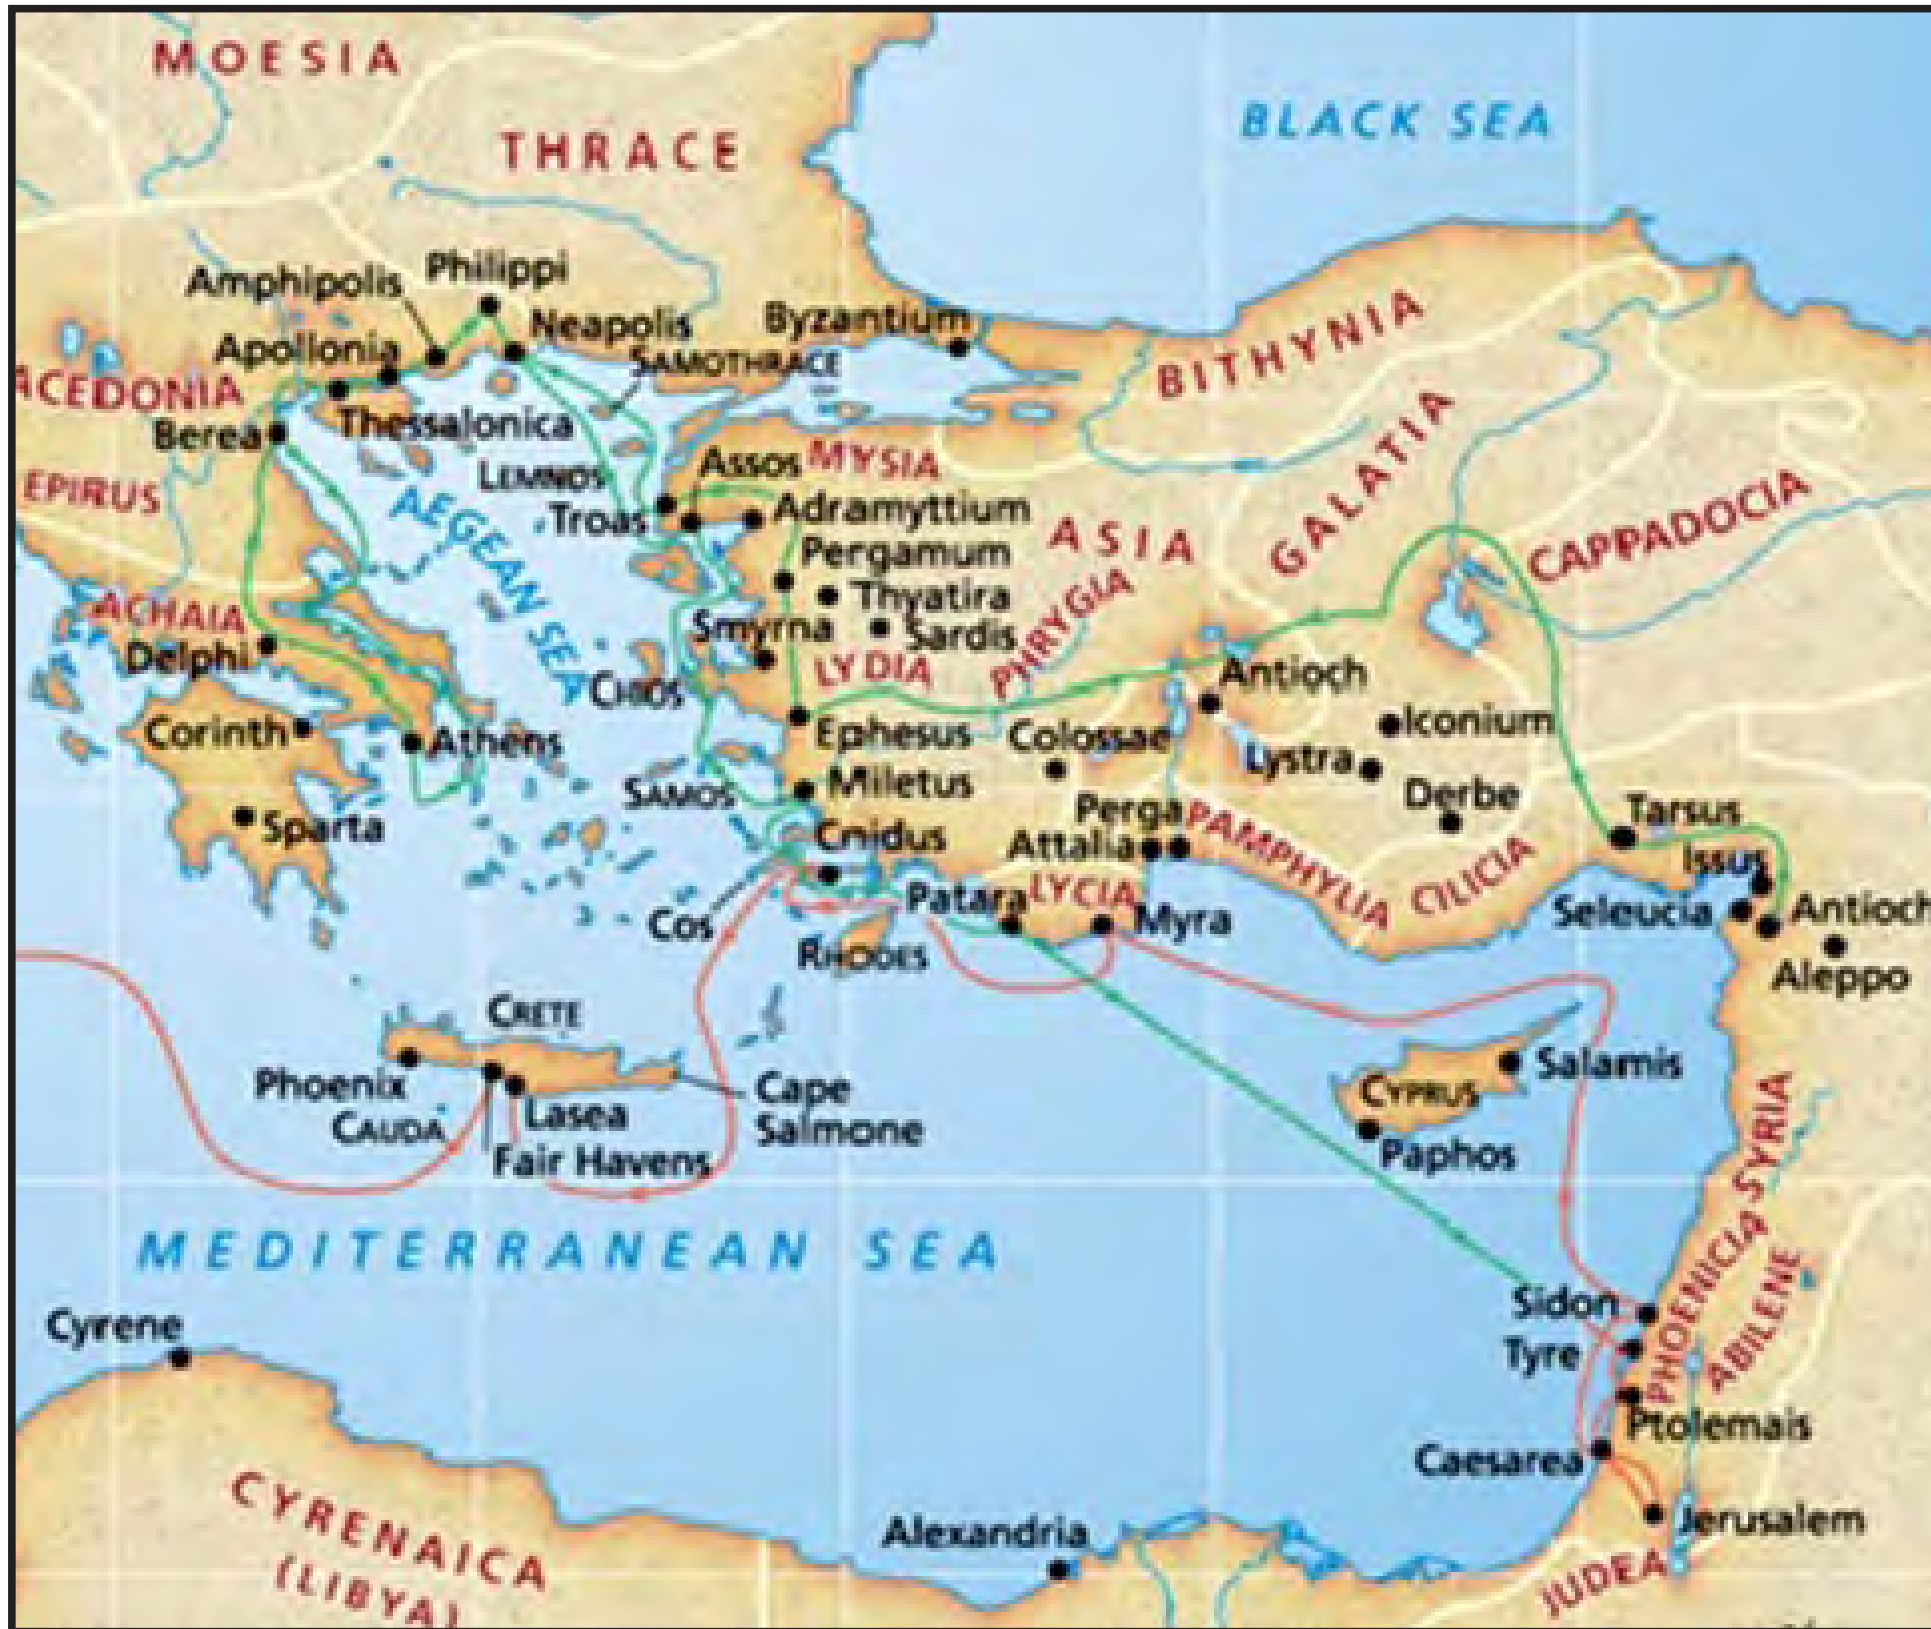 MOESIA
THRACE
BLACK SEA
Amphipolis
Philippi
Neapolis
Byzantium
Apollonia
SAMOTHRACE
BITHYNIA
ACEDONIA
Berea
Thessalonica
GALATIA
EPIRUS
LEMNOS
Assos
MYSIA
AEGEAN SEA
Troas
Adramyttium
ASIA
CAPPADOCIA
Pergamum
PHRYGIA
ACHAIA
Thyatira
Smyrna
Sardis
Delphi
LYDIA
CHIOS
Antioch
Corinth
Athens
Ephesus
Colossae
Iconium
Lystra
SAMOS
Miletus
Derbe
Sparta
Perga
PAMPHYLIA
Tarsus
Cnidus
Attalia
CILICIA
Issus
Cos
Patara
LYCIA
Myra
Seleucia
Antioch
RHODES
Aleppo
CRETE
Phoenix
Cape
Salmone
Salamis
CYPRUS
CAUDA
Lasea
Fair Havens
Paphos
SYRIA
MEDITERRANEAN SEA
PHOENICIA
ABILENE
Cyrene
Sidon
Tyre
Ptolemais
Caesarea
CYRENAICA
(LIBYA)
Alexandria
Jerusalem
JUDEA